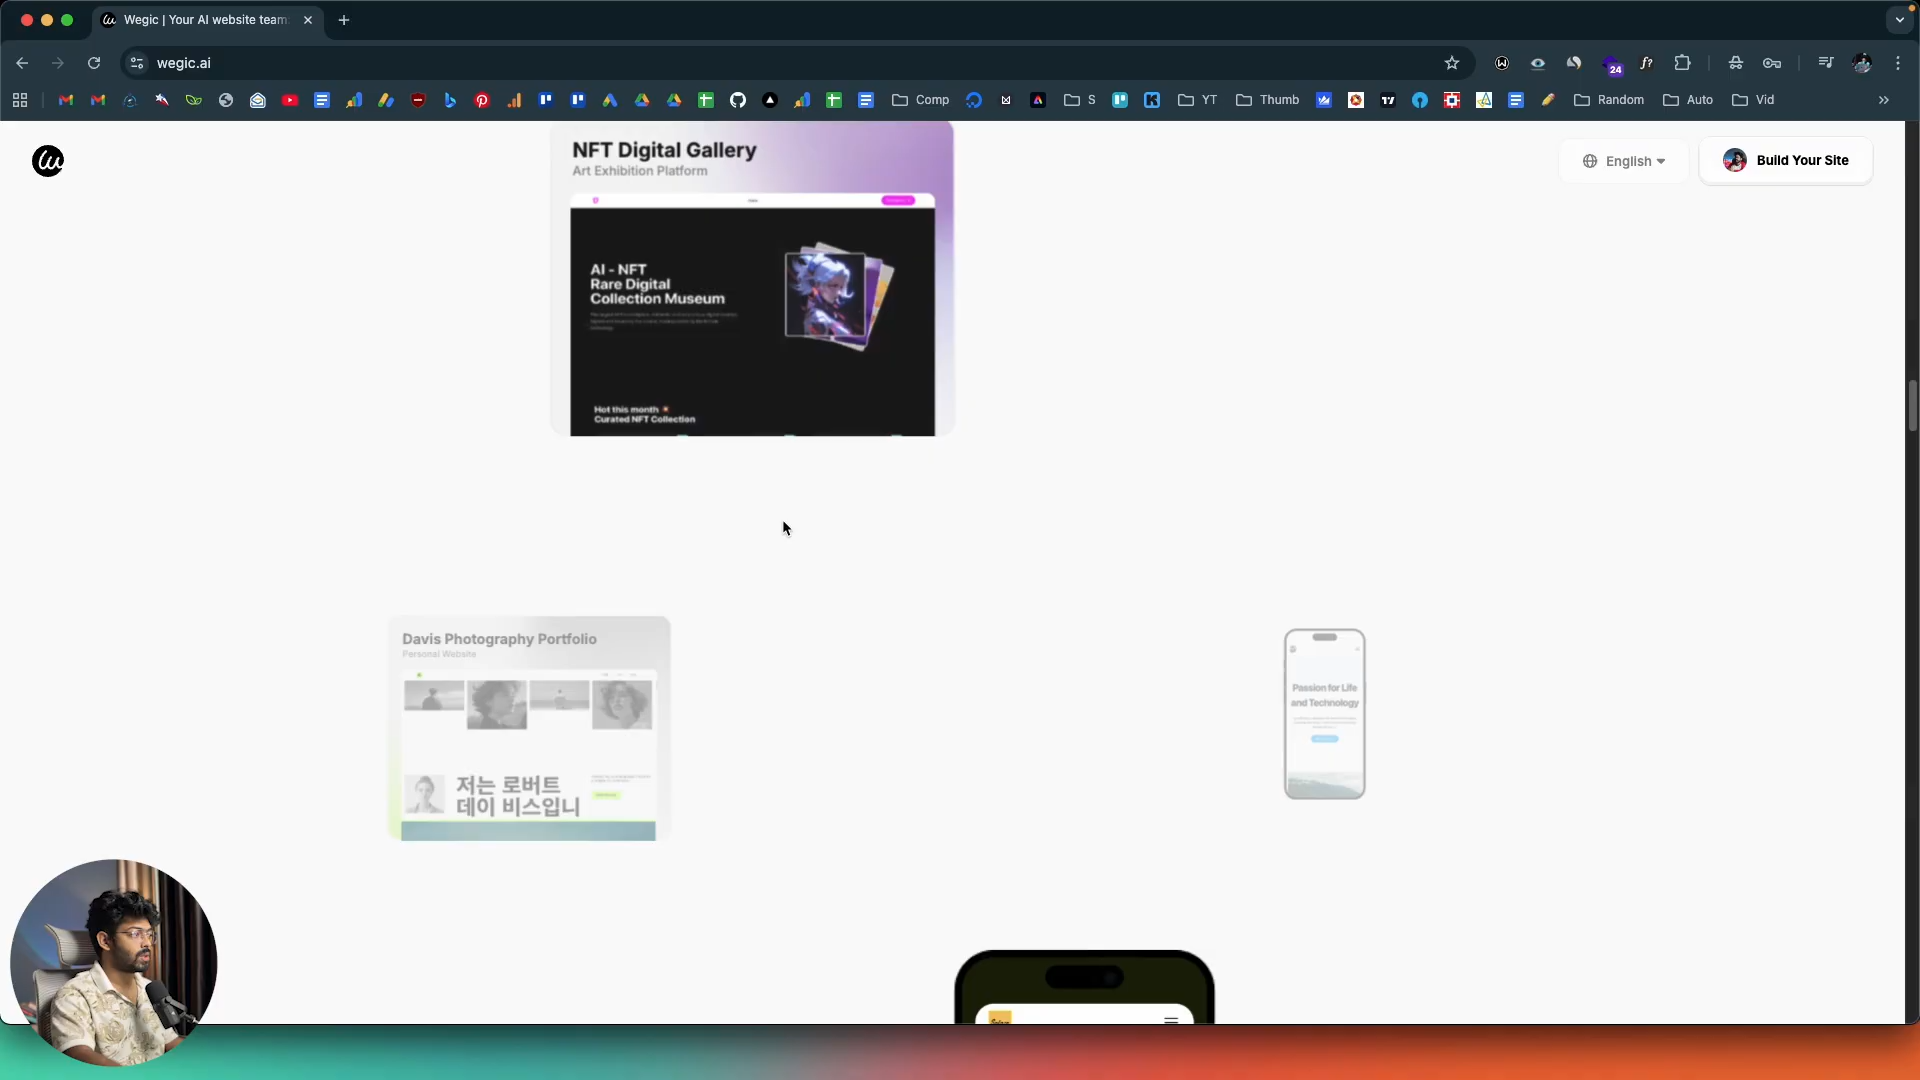 Wegic | Your AI website team
wegic.ai
24
f?
Comp
S
YT
Thumb
Random
Auto
Vid
English
Build Your Site
NFT Digital Gallery
Art Exhibition Platform
AI - NFT
Rare Digital
Collection Museum
Hot this month
Curated NFT Collection
Davis Photography Portfolio
Personal Website
저는 로버트
데이 비스입니
Passion for Life
and Technology